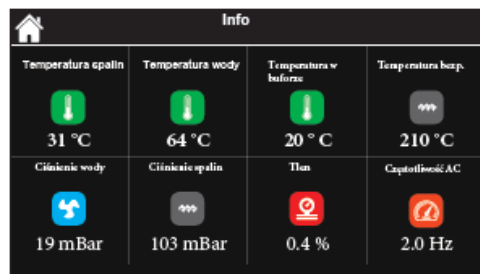 Info
Temperatura spalin
Temperatura wody
Temperatura w
buforze
Temperatura bezp.
31 °C
64 °C
20 ° C
210 °C
Ciśnienie wody
Ciśnienie spalin
Tlen
Częstotliwość AC
19 mBar
103 mBar
0.4 %
2.0 Hz